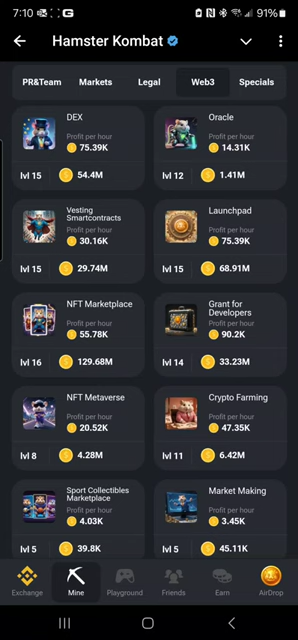 7:10
91%
Hamster Kombat
PR&Team Markets Legal Web3 Specials
DEX
Profit per hour
75.39K
lvl 15 54.4M
Oracle
Profit per hour
14.31K
lvl 12 1.41M
Vesting
Smartcontracts
Profit per hour
30.16K
lvl 15 29.74M
Launchpad
Profit per hour
75.39K
lvl 15 68.91M
NFT Marketplace
Profit per hour
55.78K
lvl 16 129.68M
Grant for
Developers
Profit per hour
90.2K
lvl 14 33.23M
NFT Metaverse
Profit per hour
20.52K
lvl 8 4.28M
Crypto Farming
Profit per hour
47.35K
lvl 11 6.42M
Sport Collectibles
Marketplace
Profit per hour
4.03K
lvl 5 39.8K
Market Making
Profit per hour
3.45K
lvl 5 45.11K
Exchange Mine Playground Friends Earn AirDrop